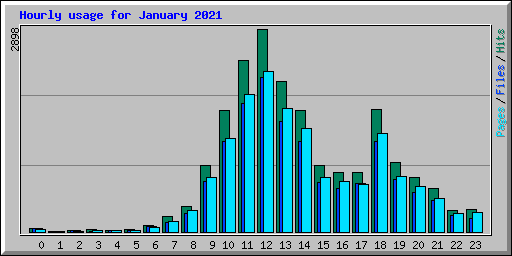 Hourly usage for January 2021
2898
Pages/Files/Hits
0 1 2 3 4 5 6 7 8 9 10 11 12 13 14 15 16 17 18 19 20 21 22 23